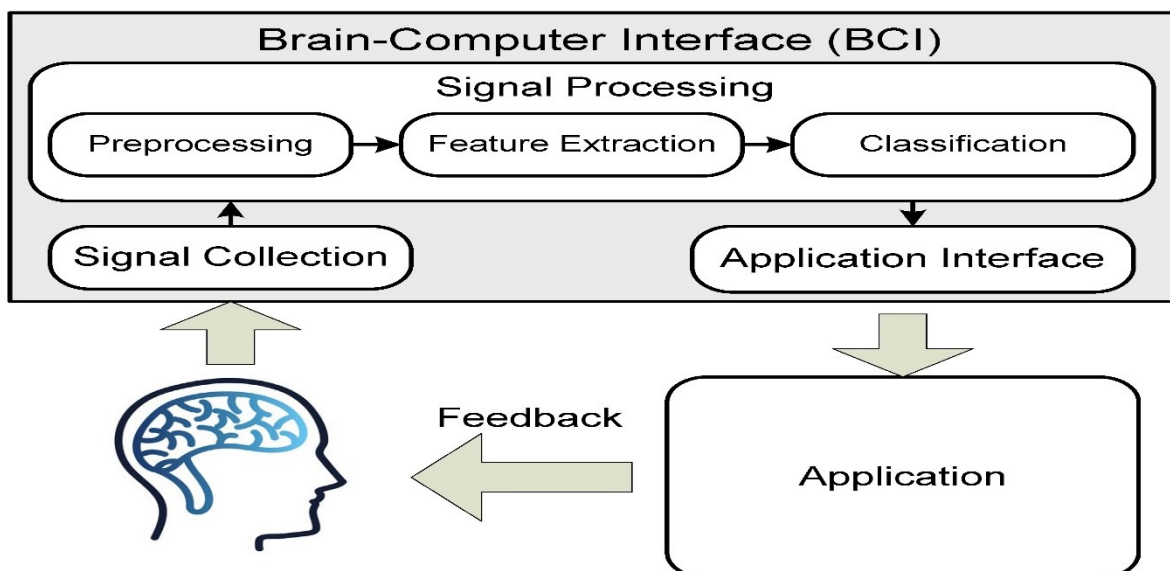 Brain-Computer Interface (BCI)
Signal Processing
Preprocessing
Feature Extraction
Classification
Signal Collection
Application Interface
Feedback
Application